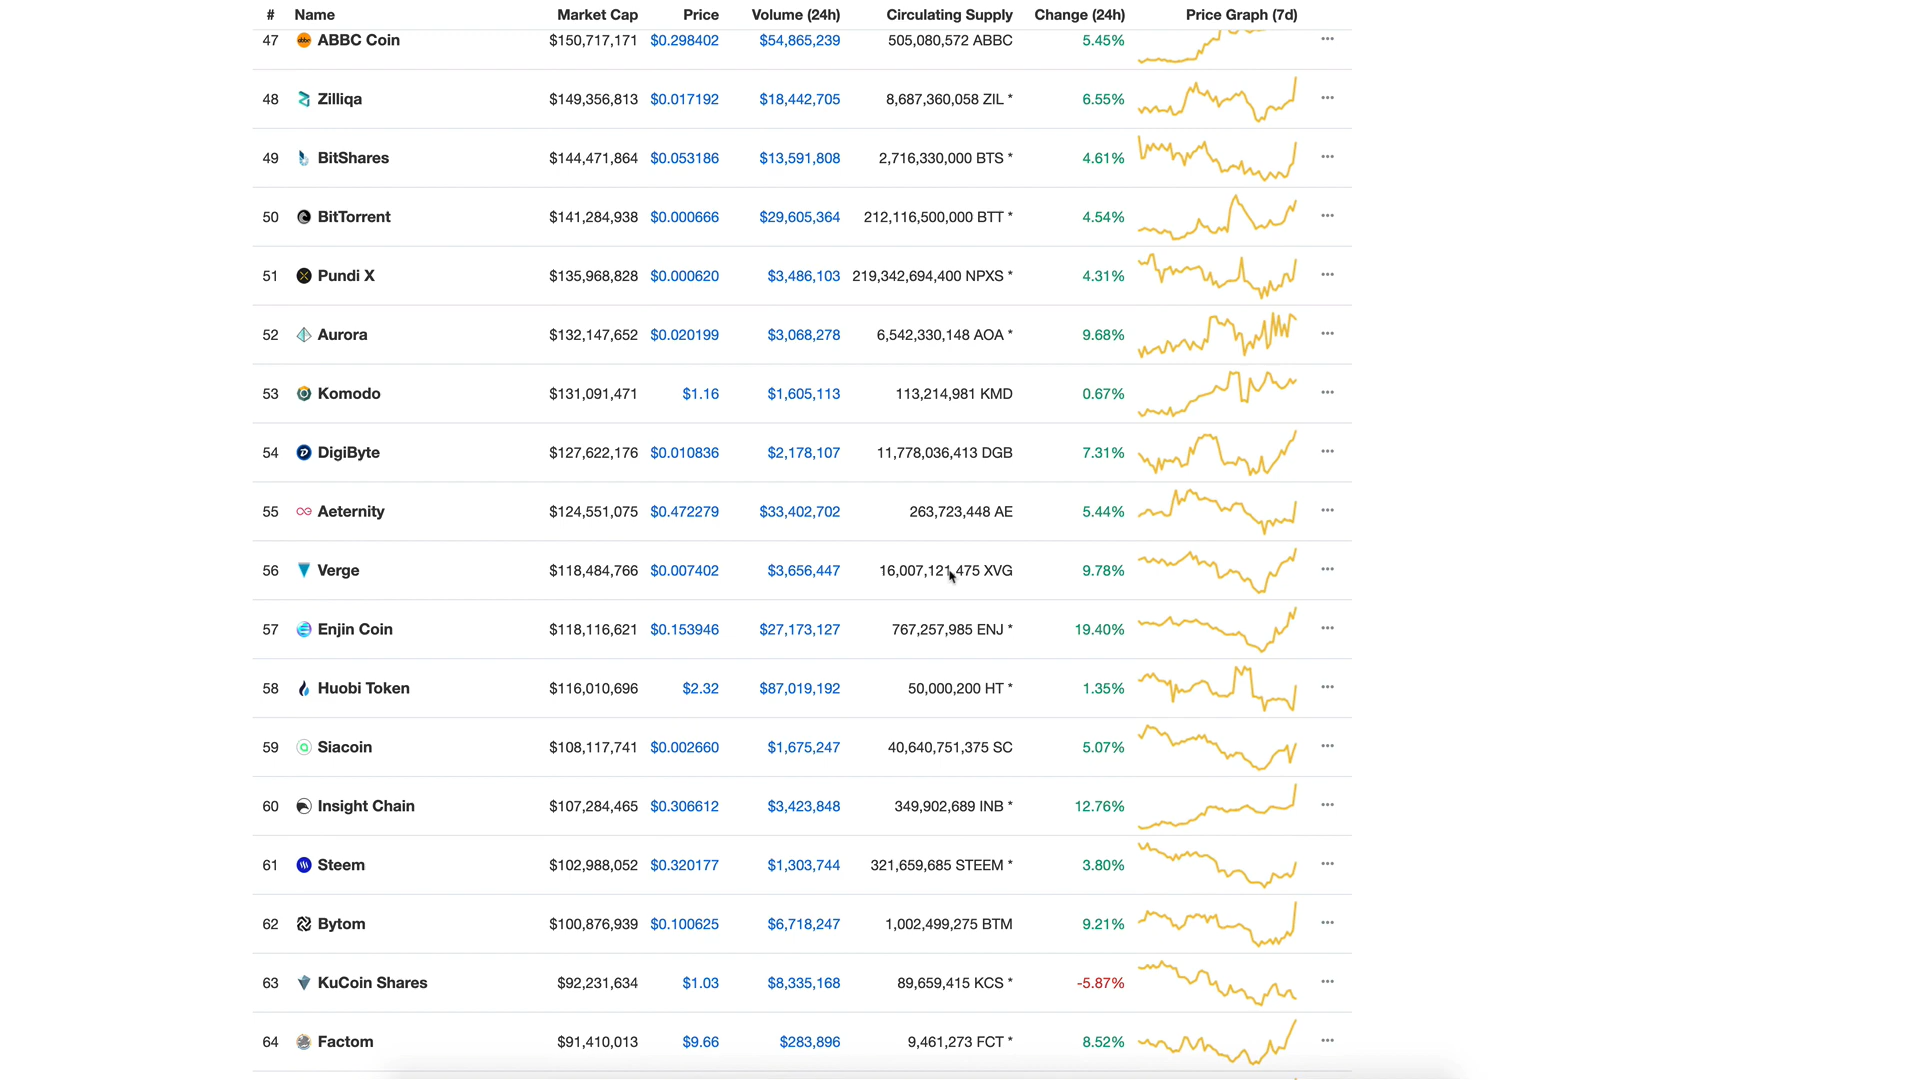 # Name Market Cap Price Volume (24h) Circulating Supply Change (24h) Price Graph (7d)
47 ABBC Coin $150,717,171 $0.298402 $54,865,239 505,080,572 ABBC 5.45% ...
48 Zilliqa $149,356,813 $0.017192 $18,442,705 8,687,360,058 ZIL * 6.55% ...
49 BitShares $144,471,864 $0.053186 $13,591,808 2,716,330,000 BTS * 4.61% ...
50 BitTorrent $141,284,938 $0.000666 $29,605,364 212,116,500,000 BTT * 4.54% ...
51 Pundi X $135,968,828 $0.000620 $3,486,103 219,342,694,400 NPXS * 4.31% ...
52 Aurora $132,147,652 $0.020199 $3,068,278 6,542,330,148 AOA * 9.68% ...
53 Komodo $131,091,471 $1.16 $1,605,113 113,214,981 KMD 0.67% ...
54 DigiByte $127,622,176 $0.010836 $2,178,107 11,778,036,413 DGB 7.31% ...
55 Aeternity $124,551,075 $0.472279 $33,402,702 263,723,448 AE 5.44% ...
56 Verge $118,484,766 $0.007402 $3,656,447 16,007,121,475 XVG 9.78% ...
57 Enjin Coin $118,116,621 $0.153946 $27,173,127 767,257,985 ENJ * 19.40% ...
58 Huobi Token $116,010,696 $2.32 $87,019,192 50,000,200 HT * 1.35% ...
59 Siacoin $108,117,741 $0.002660 $1,675,247 40,640,751,375 SC 5.07% ...
60 Insight Chain $107,284,465 $0.306612 $3,423,848 349,902,689 INB * 12.76% ...
61 Steem $102,988,052 $0.320177 $1,303,744 321,659,685 STEEM * 3.80% ...
62 Bytom $100,876,939 $0.100625 $6,718,247 1,002,499,275 BTM 9.21% ...
63 KuCoin Shares $92,231,634 $1.03 $8,335,168 89,659,415 KCS * -5.87% ...
64 Factom $91,410,013 $9.66 $283,896 9,461,273 FCT * 8.52% ...